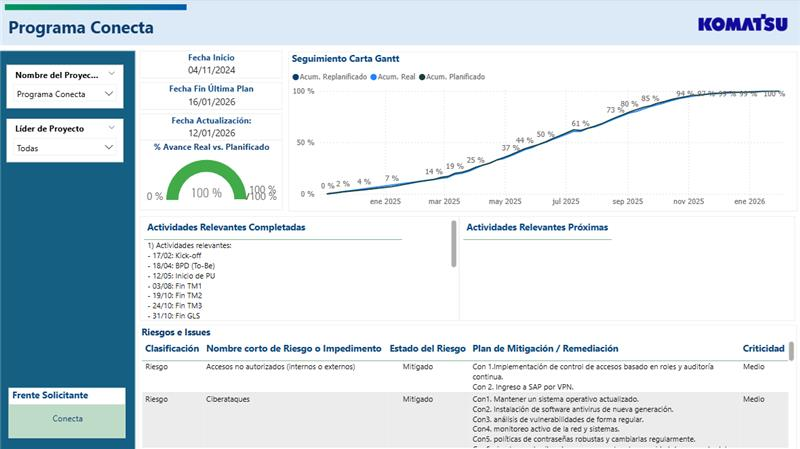 Programa Conecta
KOMATSU
Nombre del Proyec...
Programa Conecta
Líder de Proyecto
Todas
Frente Solicitante
Conecta
Fecha Inicio
04/11/2024
Fecha Fin Última Plan
16/01/2026
Fecha Actualización:
12/01/2026
% Avance Real vs. Planificado
0 %
100 %
100 %
100 %
Seguimiento Carta Gantt
Acum. Replanificado Acum. Real Acum. Planificado
100 %
50 %
0 %
0 % 2 % 4 % 7 % 14 % 19 % 25 % 37 % 44 % 50 % 61 % 73 % 80 % 85 % 94 % 97 % 99 % 99 % 100 %
ene 2025 mar 2025 may 2025 jul 2025 sep 2025 nov 2025 ene 2026
Actividades Relevantes Completadas
1) Actividades relevantes:
- 17/02: Kick-off
- 18/04: BPD (To-Be)
- 12/05: Inicio de PU
- 03/08: Fin TM1
- 19/10: Fin TM2
- 24/10: Fin TM3
- 31/10: Fin GLS
Actividades Relevantes Próximas
Riesgos e Issues
Clasificación Nombre corto de Riesgo o Impedimento Estado del Riesgo Plan de Mitigación / Remediación Criticidad
Riesgo Accesos no autorizados (internos o externos) Mitigado Con 1.Implementación de control de accesos basado en roles y auditoría Medio
continua.
Con 2. Ingreso a SAP por VPN.
Riesgo Ciberataques Mitigado Con1. Mantener un sistema operativo actualizado. Medio
Con2. Instalación de software antivirus de nueva generación.
Con3. análisis de vulnerabilidades de forma regular.
Con4. monitoreo activo de la red y sistemas.
Con5. políticas de contraseñas robustas y cambiarlas regularmente.